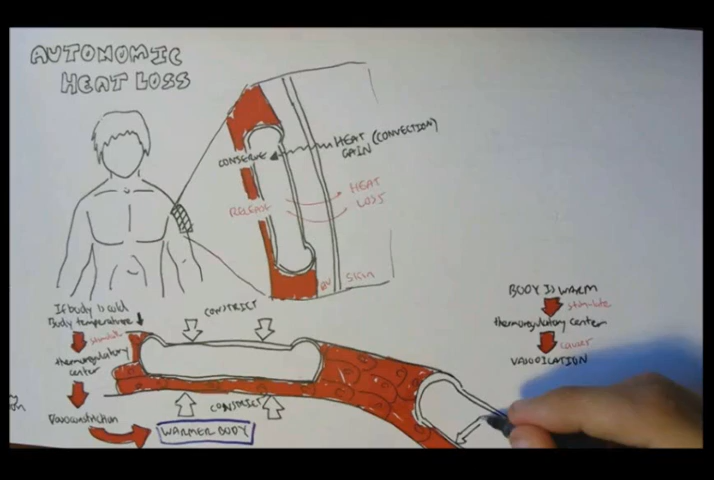 AUTONOMIC
HEAT LOSS
HEAT (CONVECTION)
GAIN
CONSERVE
RELEASE
HEAT
LOSS
BV
SKIN
If body is cold
Body temperature ↓
stimulate
thermoregulatory
center
Vasoconstriction
WARMER BODY
CONSTRICT
CONSTRICT
BODY IS WARM
stimulate
thermoregulatory center
causes
VASODILATION